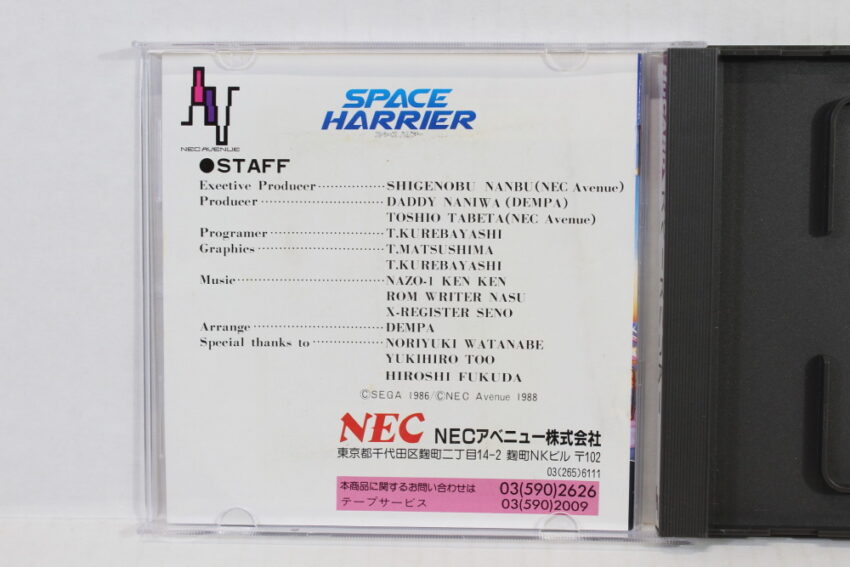 NEC AVENUE
SPACE
HARRIER
●STAFF
Exective Producer ··············· SHIGENOBU NANBU(NEC Avenue)
Producer ··························· DADDY NANIWA (DEMPA)
TOSHIO TABETA(NEC Avenue)
Programer ························· T.KUREBAYASHI
Graphics ··························· T.MATSUSHIMA
T.KUREBAYASHI
Music ································ NAZO-1 KEN KEN
ROM WRITER NASU
X-REGISTER SENO
Arrange ····························· DEMPA
Special thanks to ················ NORIYUKI WATANABE
YUKIHIRO TOO
HIROSHI FUKUDA
©SEGA 1986/©NEC Avenue 1988
NEC NECアベニュー株式会社
東京都千代田区麹町二丁目14-2 麹町NKビル 〒102
03(265)6111
本商品に関するお問い合わせは 03(590)2626
テープサービス 03(590)2009